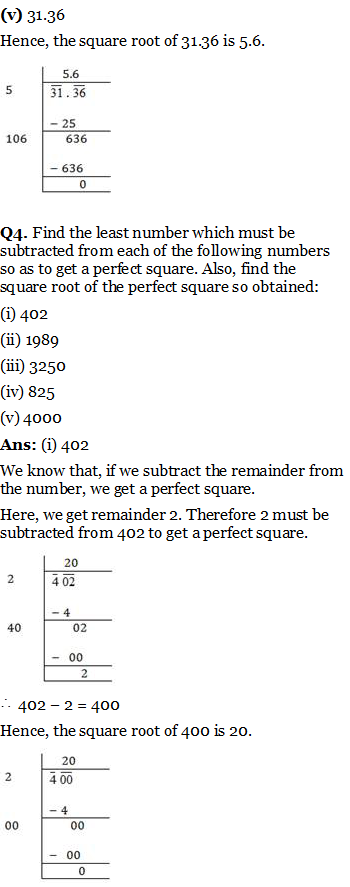 (v) 31.36
Hence, the square root of 31.36 is 5.6.
5.6
5 31 . 36
– 25
106 636
– 636
0
Q4. Find the least number which must be
subtracted from each of the following numbers
so as to get a perfect square. Also, find the
square root of the perfect square so obtained:
(i) 402
(ii) 1989
(iii) 3250
(iv) 825
(v) 4000
Ans: (i) 402
We know that, if we subtract the remainder from
the number, we get a perfect square.
Here, we get remainder 2. Therefore 2 must be
subtracted from 402 to get a perfect square.
20
2 4 02
– 4
40 02
– 00
2
∴ 402 – 2 = 400
Hence, the square root of 400 is 20.
20
2 4 00
– 4
00 00
– 00
0